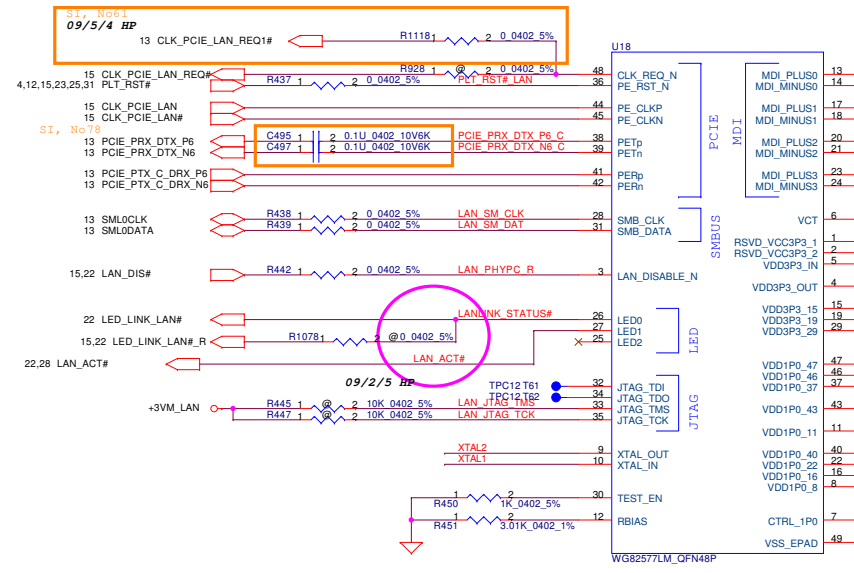 SI, No61
09/5/4 HP
13 CLK_PCIE_LAN_REQ1# R1118 1 2 0_0402_5%
U18
15 CLK_PCIE_LAN_REQ# R928 1 @ 2 0_0402_5% 48 CLK_REQ_N MDI_PLUS0 13
4,12,15,23,25,31 PLT_RST# R437 1 2 0_0402_5% PLT_RST#_LAN 36 PE_RST_N MDI_MINUS0 14
15 CLK_PCIE_LAN 44 PE_CLKP MDI_PLUS1 17
15 CLK_PCIE_LAN# 45 PE_CLKN MDI_MINUS1 18
PCIE MDI
SI, No78
13 PCIE_PRX_DTX_P6 C495 1 2 0.1U_0402_10V6K PCIE_PRX_DTX_P6_C 38 PETp MDI_PLUS2 20
13 PCIE_PRX_DTX_N6 C497 1 2 0.1U_0402_10V6K PCIE_PRX_DTX_N6_C 39 PETn MDI_MINUS2 21
13 PCIE_PTX_C_DRX_P6 41 PERp MDI_PLUS3 23
13 PCIE_PTX_C_DRX_N6 42 PERn MDI_MINUS3 24
13 SML0CLK R438 1 2 0_0402_5% LAN_SM_CLK 28 SMB_CLK VCT 6
13 SML0DATA R439 1 2 0_0402_5% LAN_SM_DAT 31 SMB_DATA
SMBUS
RSVD_VCC3P3_1 1
RSVD_VCC3P3_2 2
VDD3P3_IN 5
15,22 LAN_DIS# R442 1 2 0_0402_5% LAN_PHYPC_R 3 LAN_DISABLE_N
VDD3P3_OUT 4
LANLINK_STATUS#
VDD3P3_15 15
22 LED_LINK_LAN# 26 LED0 VDD3P3_19 19
27 LED1 VDD3P3_29 29
15,22 LED_LINK_LAN#_R R1078 1 2 @ 0_0402_5% 25 LED2
LED
22,28 LAN_ACT# LAN_ACT#
VDD1P0_47 47
VDD1P0_46 46
09/2/5 HP
TPC12 T61 32 JTAG_TDI VDD1P0_37 37
TPC12 T62 34 JTAG_TDO
+3VM_LAN R445 1 @ 2 10K_0402_5% LAN_JTAG_TMS 33 JTAG_TMS VDD1P0_43 43
R447 1 @ 2 10K_0402_5% LAN_JTAG_TCK 35 JTAG_TCK
JTAG
VDD1P0_11 11
XTAL2 9 XTAL_OUT VDD1P0_40 40
XTAL1 10 XTAL_IN VDD1P0_22 22
VDD1P0_16 16
VDD1P0_8 8
R450 1 2 1K_0402_5% 30 TEST_EN
R451 1 2 3.01K_0402_1% 12 RBIAS CTRL_1P0 7
VSS_EPAD 49
WG82577LM_QFN48P